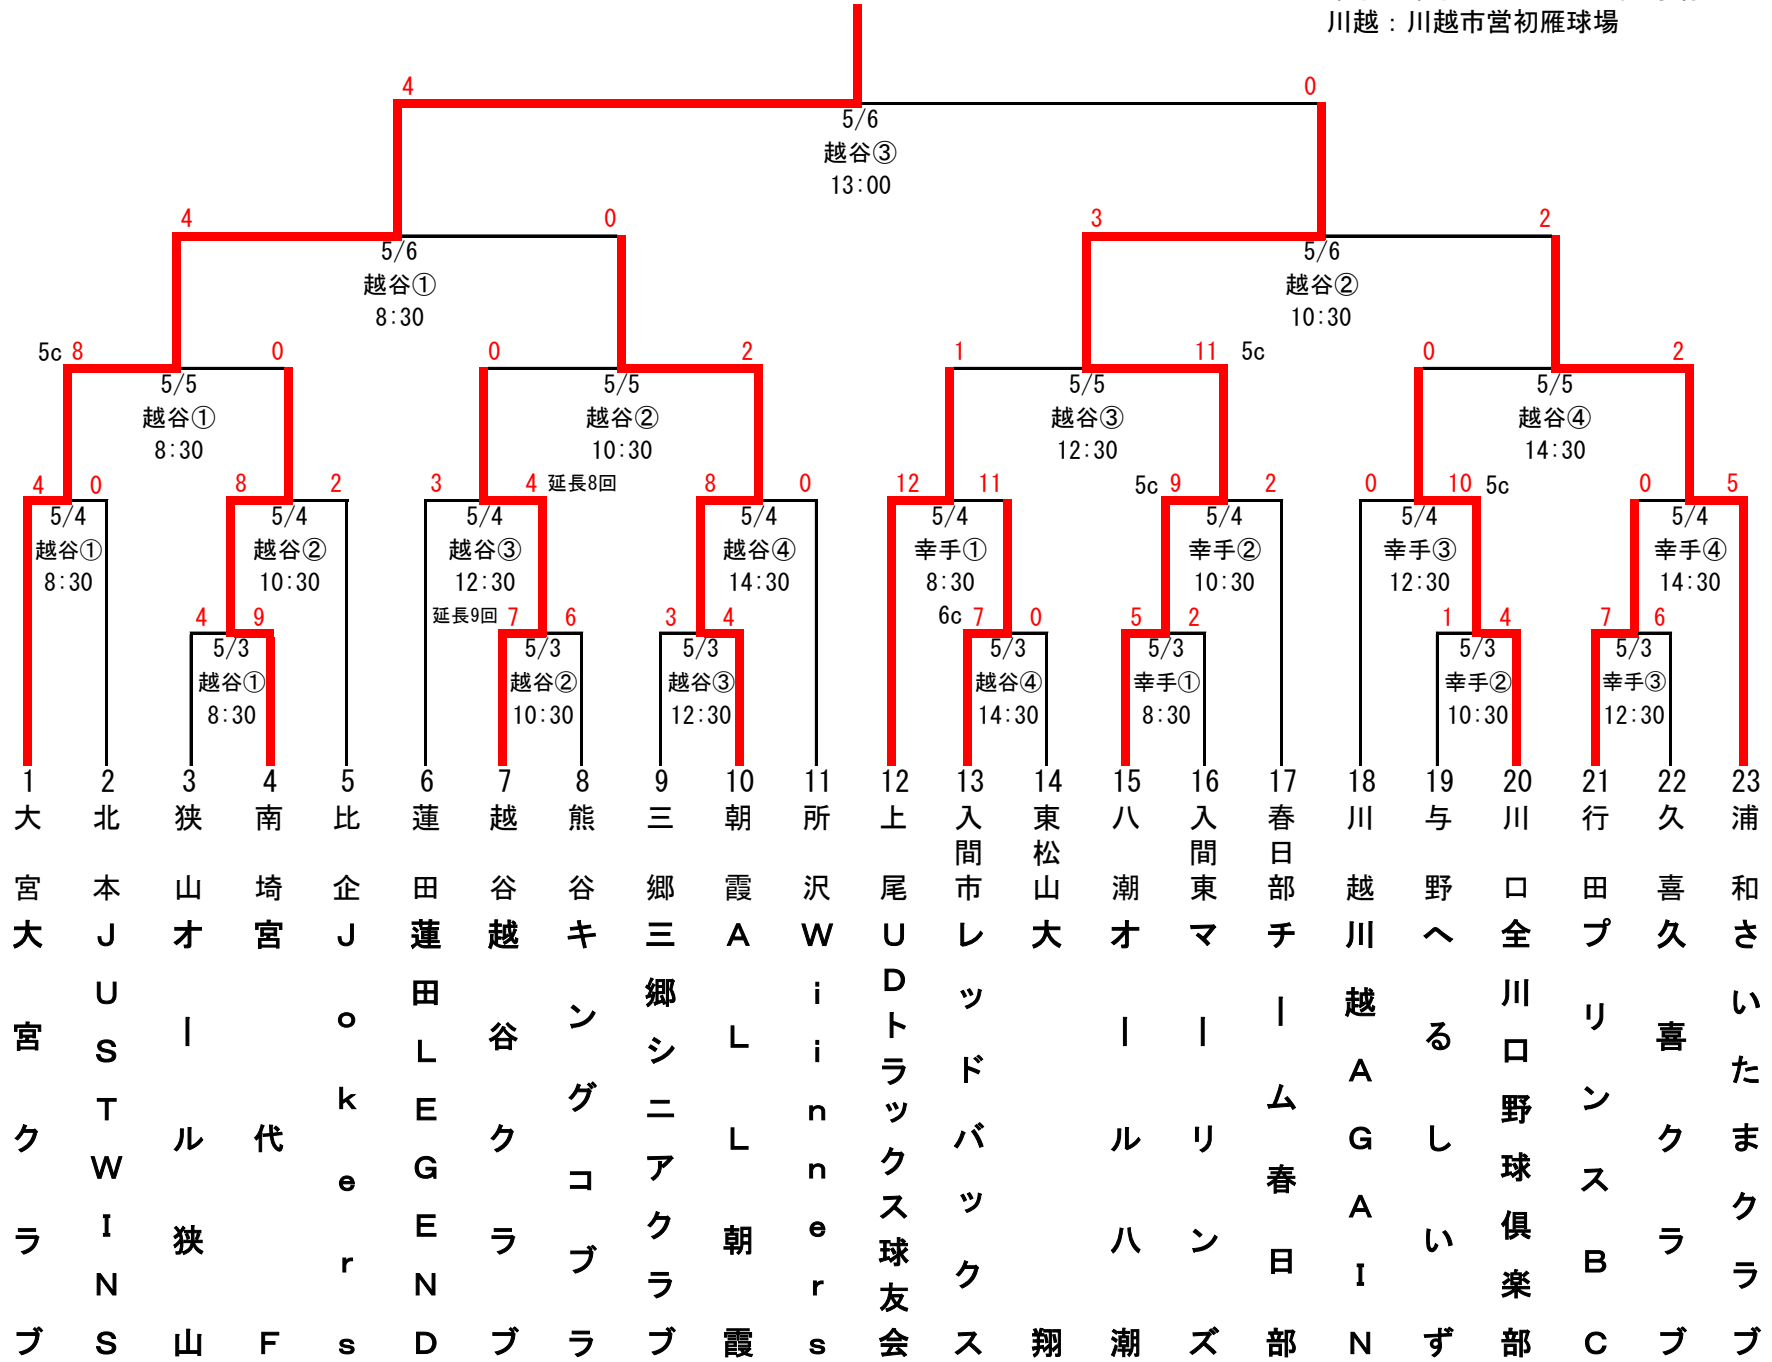 川越：川越市営初雁球場
4 0
5/6
越谷③
13:00
4 0 3 2
5/6 5/6
越谷① 越谷②
8:30 10:30
5c 8 0 0 2 1 11 5c 0 2
5/5 5/5 5/5 5/5
越谷① 越谷② 越谷③ 越谷④
8:30 10:30 12:30 14:30
4 0 8 2 3 4 延長8回 8 0 12 11 5c 9 2 0 10 5c 0 5
5/4 5/4 5/4 5/4 5/4 5/4 5/4 5/4
越谷① 越谷② 越谷③ 越谷④ 幸手① 幸手② 幸手③ 幸手④
8:30 10:30 12:30 14:30 8:30 10:30 12:30 14:30
4 9 延長9回 7 6 3 4 6c 7 0 5 2 1 4 7 6
5/3 5/3 5/3 5/3 5/3 5/3 5/3
越谷① 越谷② 越谷③ 越谷④ 幸手① 幸手② 幸手③
8:30 10:30 12:30 14:30 8:30 10:30 12:30
1 2 3 4 5 6 7 8 9 10 11 12 13 14 15 16 17 18 19 20 21 22 23
大宮 大宮クラブ
北本 JUSTWINS
狭山 オール狭山
南埼 宮代F
比企 Jokers
蓮田 蓮田LEGEND
越谷 越谷クラブ
熊谷 キングコブラ
三郷 三郷シニアクラブ
朝霞 ALL朝霞
所沢 Wiinners
上尾 UDトラックス球友会
入間市 レッドバックス
東松山 大翔
八潮 オール八潮
入間東 マーリンズ
春日部 チーム春日部
川越 川越AGAIN
与野 へるしいず
川口 全川口野球倶楽部
行田 プリンスBC
久喜 久喜クラブ
浦和 さいたまクラブ